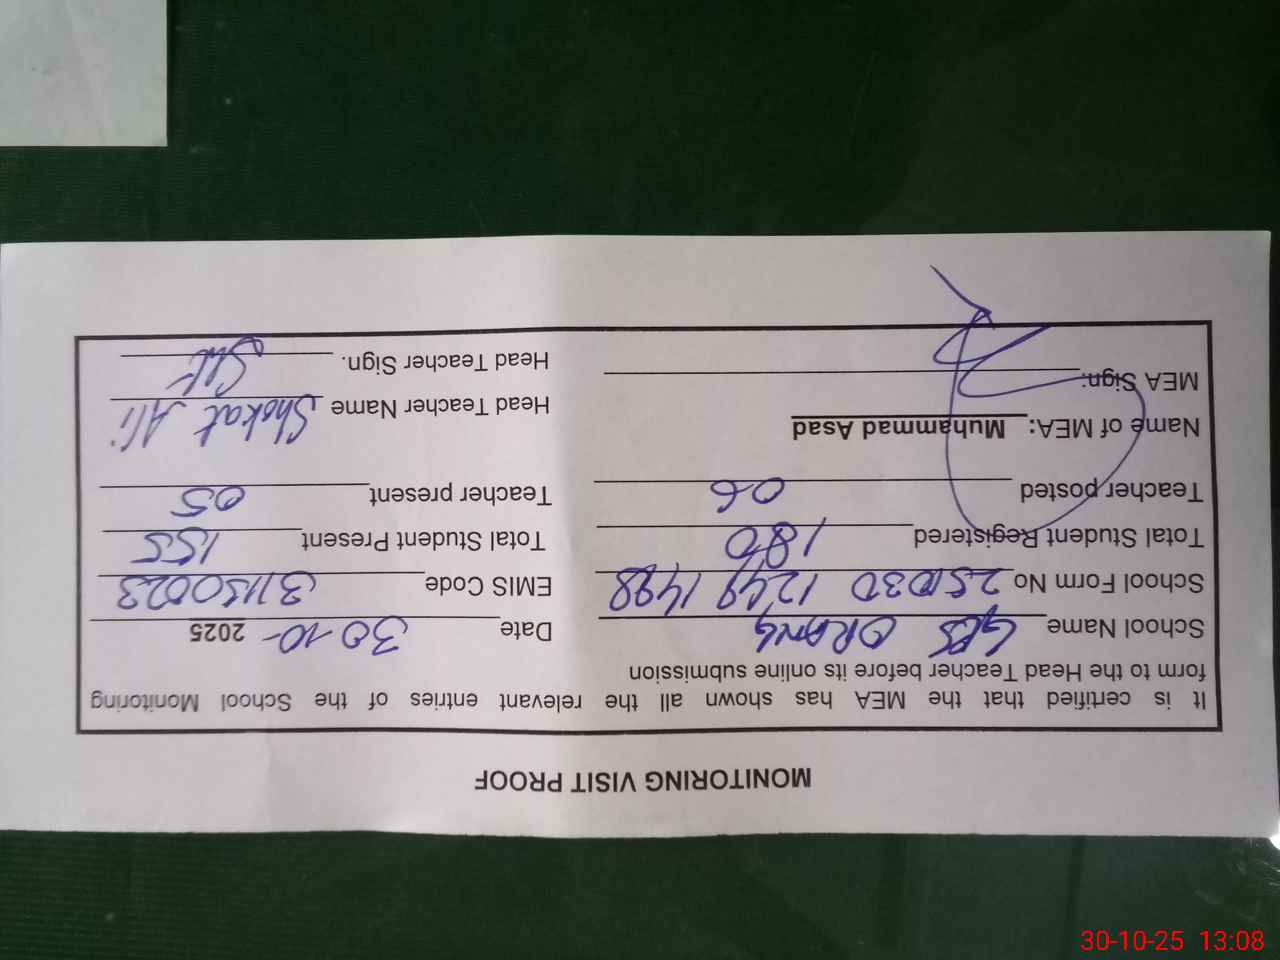 MONITORING VISIT PROOF
It is certified that the MEA has shown all the relevant entries of the School Monitoring
form to the Head Teacher before its online submission
School Name GPS ORANG Date 30-10-2025
School Form No 251030 1249 1488 EMIS Code 31150023
Total Student Registered 180 Total Student Present 155
Teacher posted 06 Teacher present 05
Name of MEA: Muhammad Asad Head Teacher Name Shokat Ali
MEA Sign: Head Teacher Sign.
30-10-25 13:08